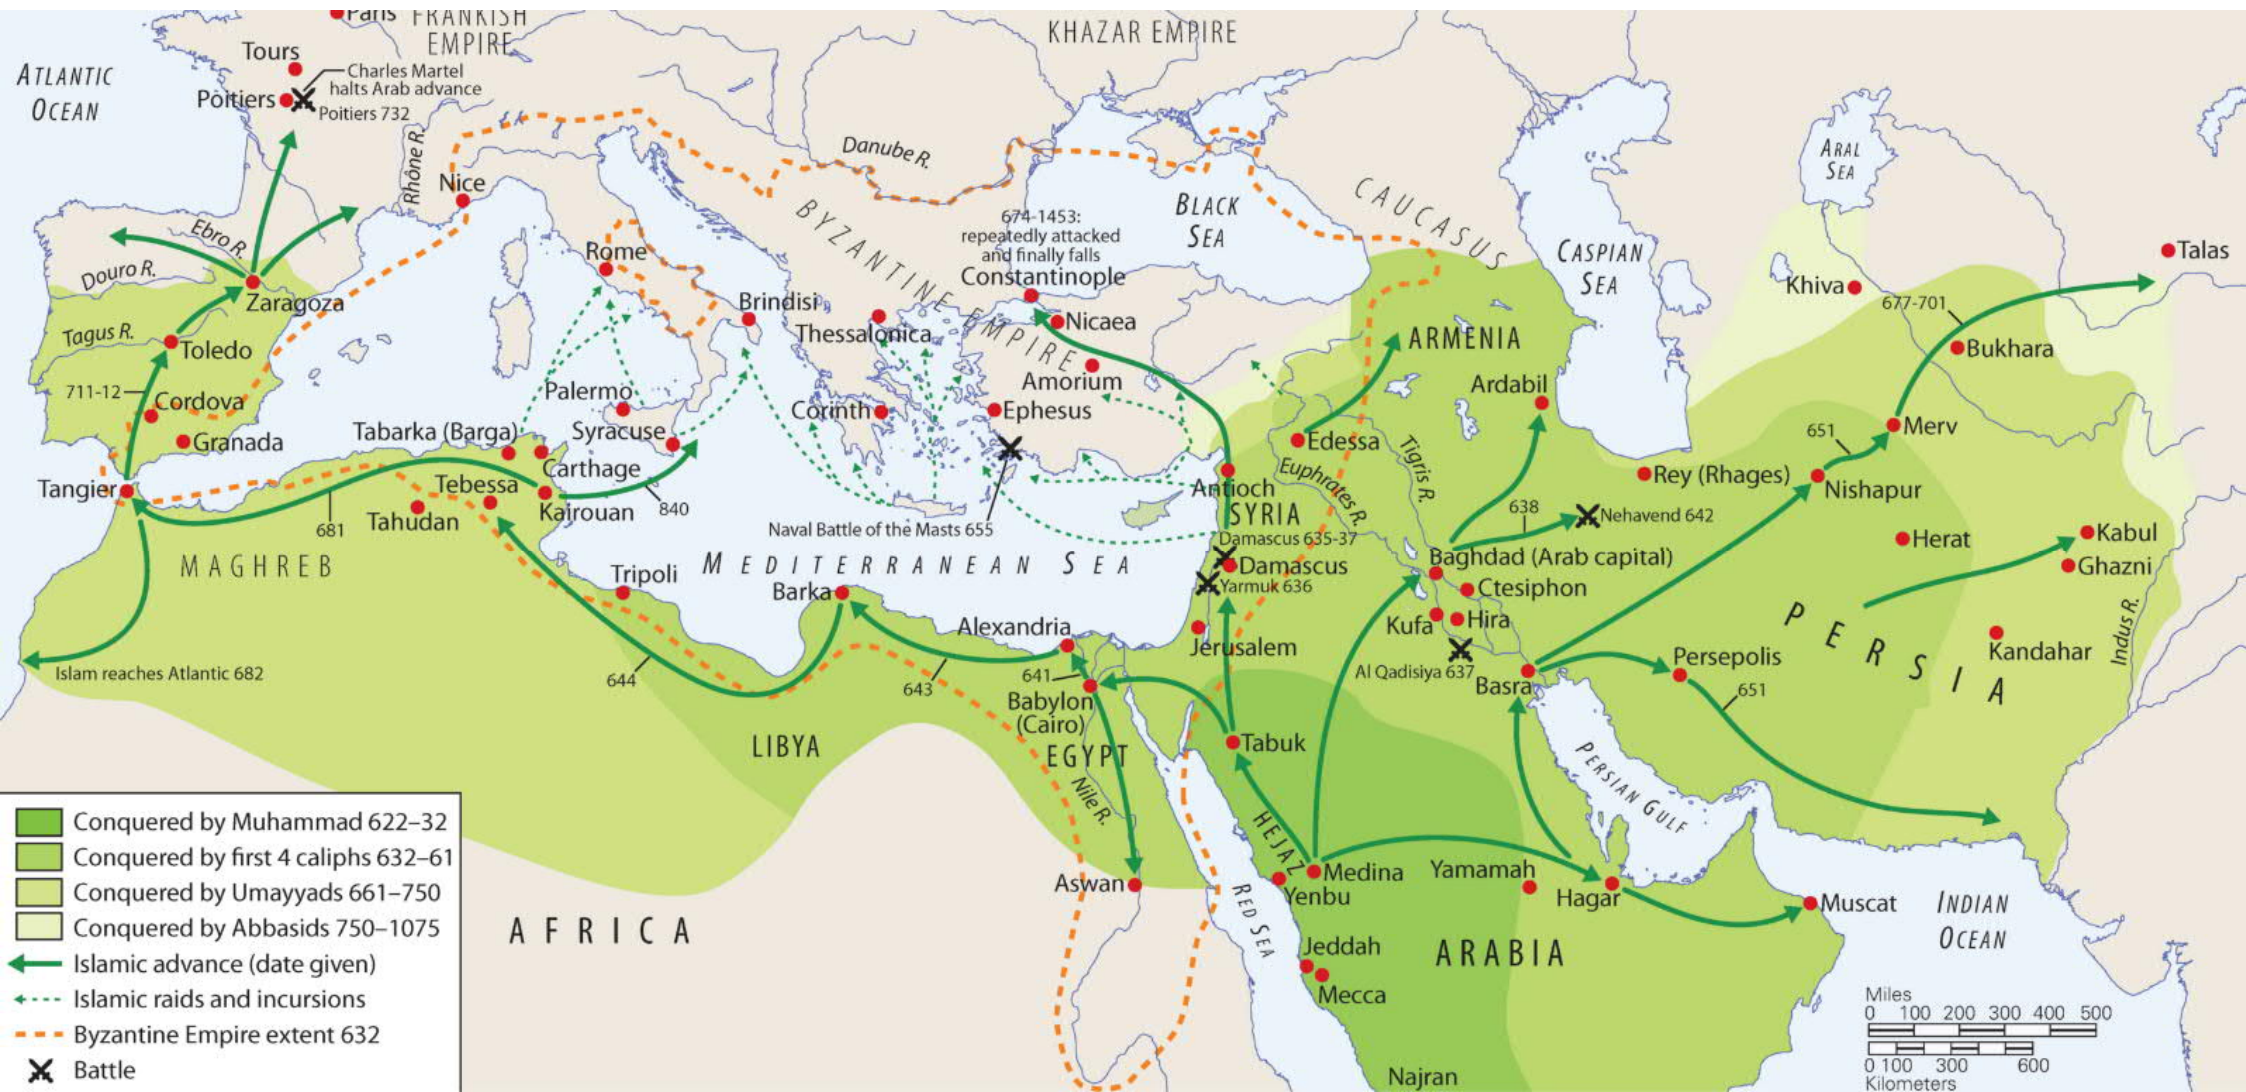 Paris
FRANKISH
EMPIRE
KHAZAR EMPIRE
Tours
ATLANTIC
OCEAN
Charles Martel
halts Arab advance
Poitiers
Poitiers 732
Rhône R.
Danube R.
ARAL
SEA
Nice
CAUCASUS
BLACK
SEA
BYZANTINE EMPIRE
674-1453:
repeatedly attacked
and finally falls
Constantinople
Ebro R.
Douro R.
Rome
CASPIAN
SEA
Talas
Khiva
Zaragoza
Brindisi
677-701
Thessalonica
Nicaea
Tagus R.
Toledo
ARMENIA
Bukhara
Amorium
Ardabil
711-12
Palermo
Cordova
Corinth
Ephesus
Granada
Tabarka (Barga)
Syracuse
Edessa
651
Merv
Carthage
Tigris R.
Euphrates R.
Rey (Rhages)
Tangier
Tebessa
Antioch
Nishapur
Kairouan
840
681
Tahudan
SYRIA
638
Nehavend 642
Naval Battle of the Masts 655
Damascus 635-37
Herat
Kabul
MAGHREB
MEDITERRANEAN SEA
Damascus
Baghdad (Arab capital)
Ghazni
Tripoli
Barka
Yarmuk 636
Ctesiphon
PERSIA
Alexandria
Kufa
Hira
Indus R.
Jerusalem
Kandahar
Islam reaches Atlantic 682
644
643
641
Al Qadisiya 637
Persepolis
Basra
651
Babylon
(Cairo)
LIBYA
EGYPT
Tabuk
PERSIAN GULF
Nile R.
HEJAZ
Conquered by Muhammad 622–32
Conquered by first 4 caliphs 632–61
Conquered by Umayyads 661–750
Conquered by Abbasids 750–1075
Islamic advance (date given)
Islamic raids and incursions
Byzantine Empire extent 632
Battle
Aswan
Medina
Yamamah
Yenbu
Hagar
Muscat
INDIAN
OCEAN
RED SEA
AFRICA
Jeddah
ARABIA
Mecca
Najran
Miles
0 100 200 300 400 500
0 100 300 600
Kilometers